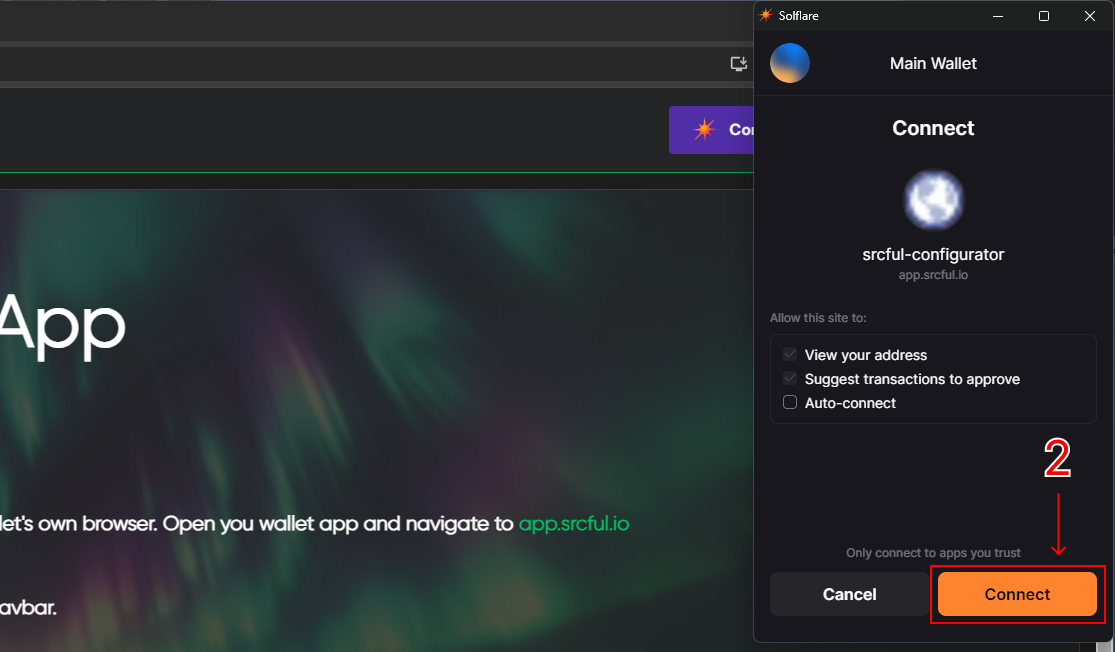 Solflare
Main Wallet
Connect
srcful-configurator
app.srcful.io
Allow this site to:
View your address
Suggest transactions to approve
Auto-connect
2
Only connect to apps you trust
Cancel
Connect
App
let's own browser. Open you wallet app and navigate to app.srcful.io
avbar.